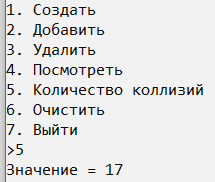 1. Создать
2. Добавить
3. Удалить
4. Посмотреть
5. Количество коллизий
6. Очистить
7. Выйти
>5
Значение = 17